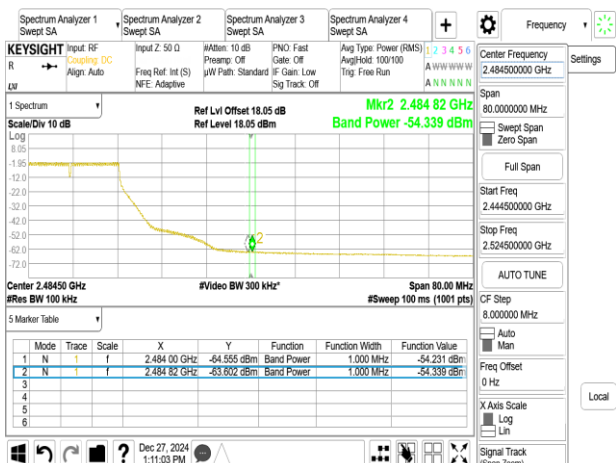 Spectrum Analyzer 1
Swept SA
Spectrum Analyzer 2
Swept SA
Spectrum Analyzer 3
Swept SA
Spectrum Analyzer 4
Swept SA
Frequency
KEYSIGHT
R
Input: RF
Coupling: DC
Align: Auto
Input Z: 50 Ω
Freq Ref: Int (S)
NFE: Adaptive
#Atten: 10 dB
Preamp: Off
µW Path: Standard
PNO: Fast
Gate: Off
IF Gain: Low
Sig Track: Off
Avg Type: Power (RMS)
Avg|Hold: 100/100
Trig: Free Run
1 2 3 4 5 6
A W W W W W
A N N N N N
1 Spectrum
Scale/Div 10 dB
Ref Lvl Offset 18.05 dB
Ref Level 18.05 dBm
Mkr2 2.484 82 GHz
Band Power -54.339 dBm
Log
8.05
-1.95
-12.0
-22.0
-32.0
-42.0
-52.0
-62.0
-72.0
2
Center 2.48450 GHz
#Res BW 100 kHz
#Video BW 300 kHz*
Span 80.00 MHz
#Sweep 100 ms (1001 pts)
5 Marker Table
Mode Trace Scale X Y Function Function Width Function Value
1 N 1 f 2.484 00 GHz -64.555 dBm Band Power 1.000 MHz -54.231 dBm
2 N 1 f 2.484 82 GHz -63.602 dBm Band Power 1.000 MHz -54.339 dBm
3
4
5
6
Dec 27, 2024
1:11:03 PM
Center Frequency
2.484500000 GHz
Settings
Span
80.0000000 MHz
Swept Span
Zero Span
Full Span
Start Freq
2.444500000 GHz
Stop Freq
2.524500000 GHz
AUTO TUNE
CF Step
8.000000 MHz
Auto
Man
Freq Offset
0 Hz
X Axis Scale
Log
Lin
Local
Signal Track
(Span Zoom)